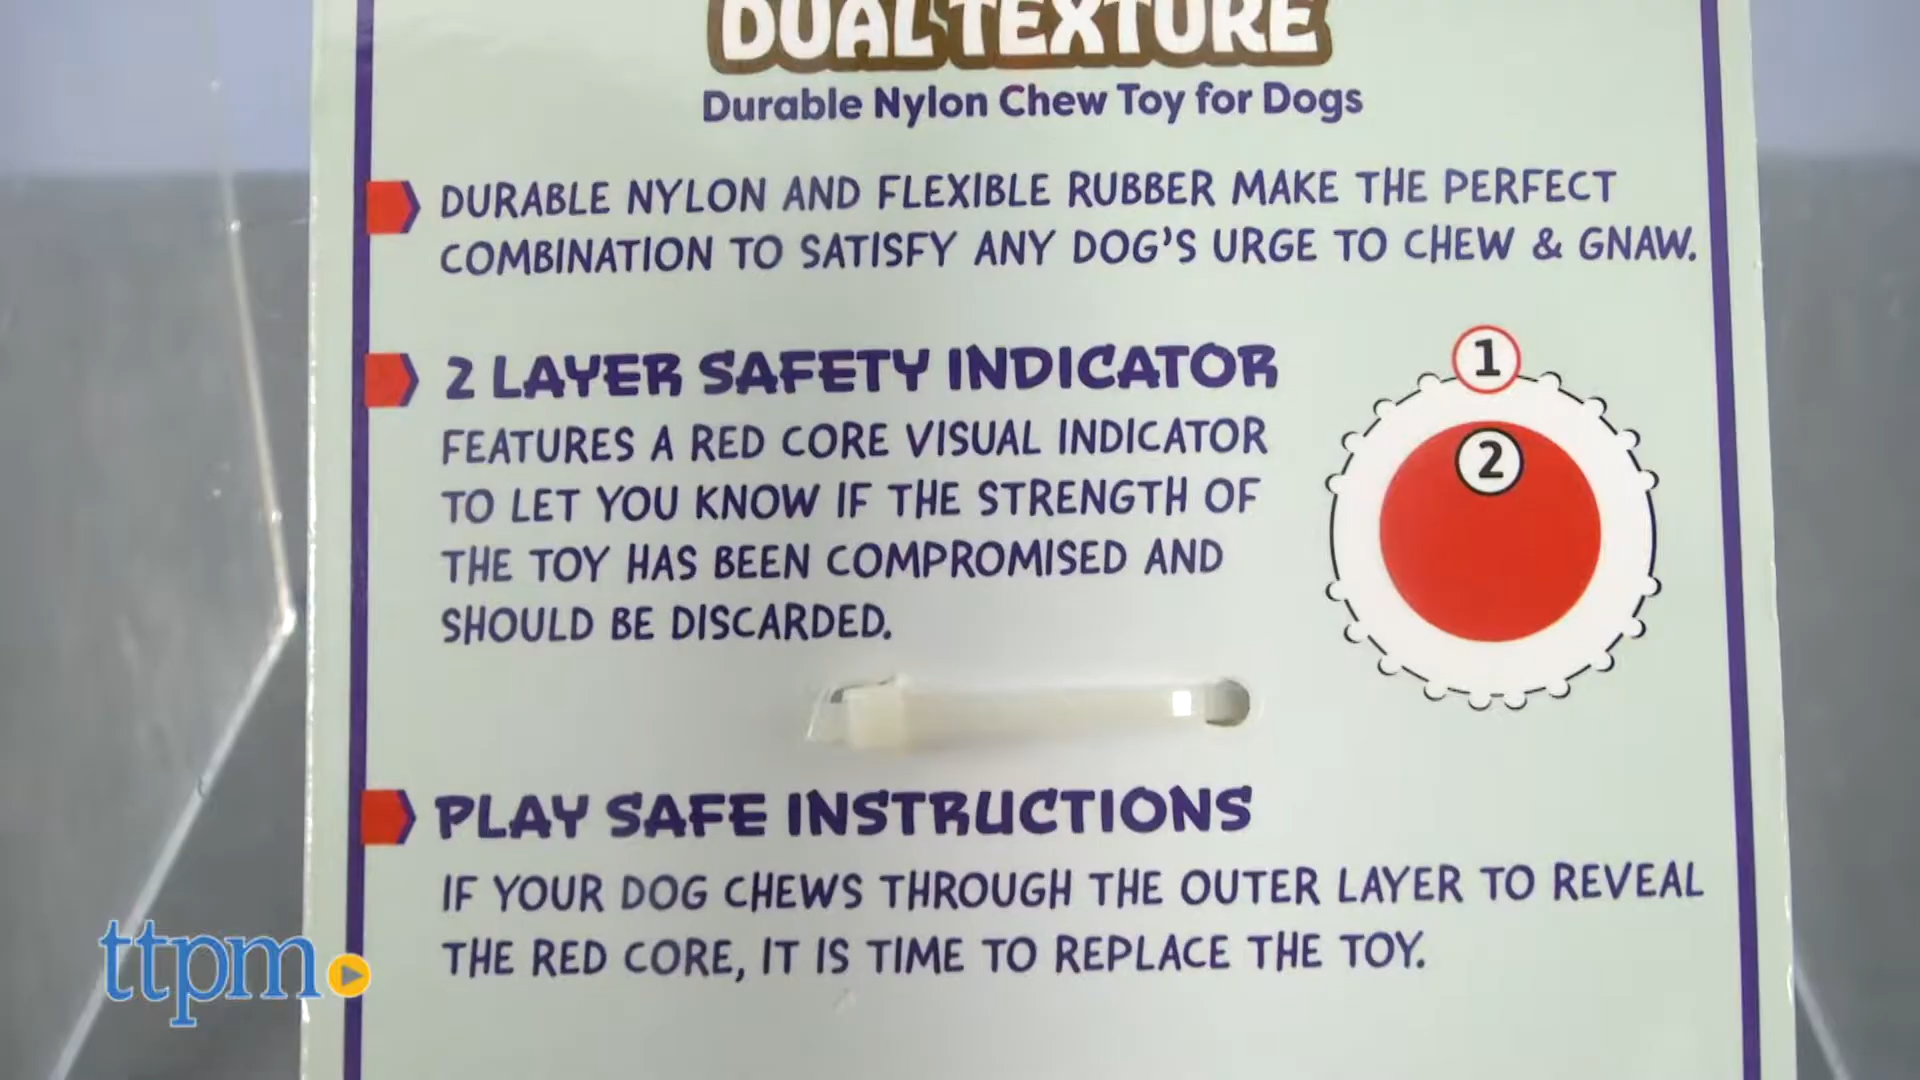 DUAL TEXTURE
Durable Nylon Chew Toy for Dogs
DURABLE NYLON AND FLEXIBLE RUBBER MAKE THE PERFECT
COMBINATION TO SATISFY ANY DOG'S URGE TO CHEW & GNAW.
2 LAYER SAFETY INDICATOR
FEATURES A RED CORE VISUAL INDICATOR
TO LET YOU KNOW IF THE STRENGTH OF
THE TOY HAS BEEN COMPROMISED AND
SHOULD BE DISCARDED.
1
2
PLAY SAFE INSTRUCTIONS
IF YOUR DOG CHEWS THROUGH THE OUTER LAYER TO REVEAL
THE RED CORE, IT IS TIME TO REPLACE THE TOY.
ttpm